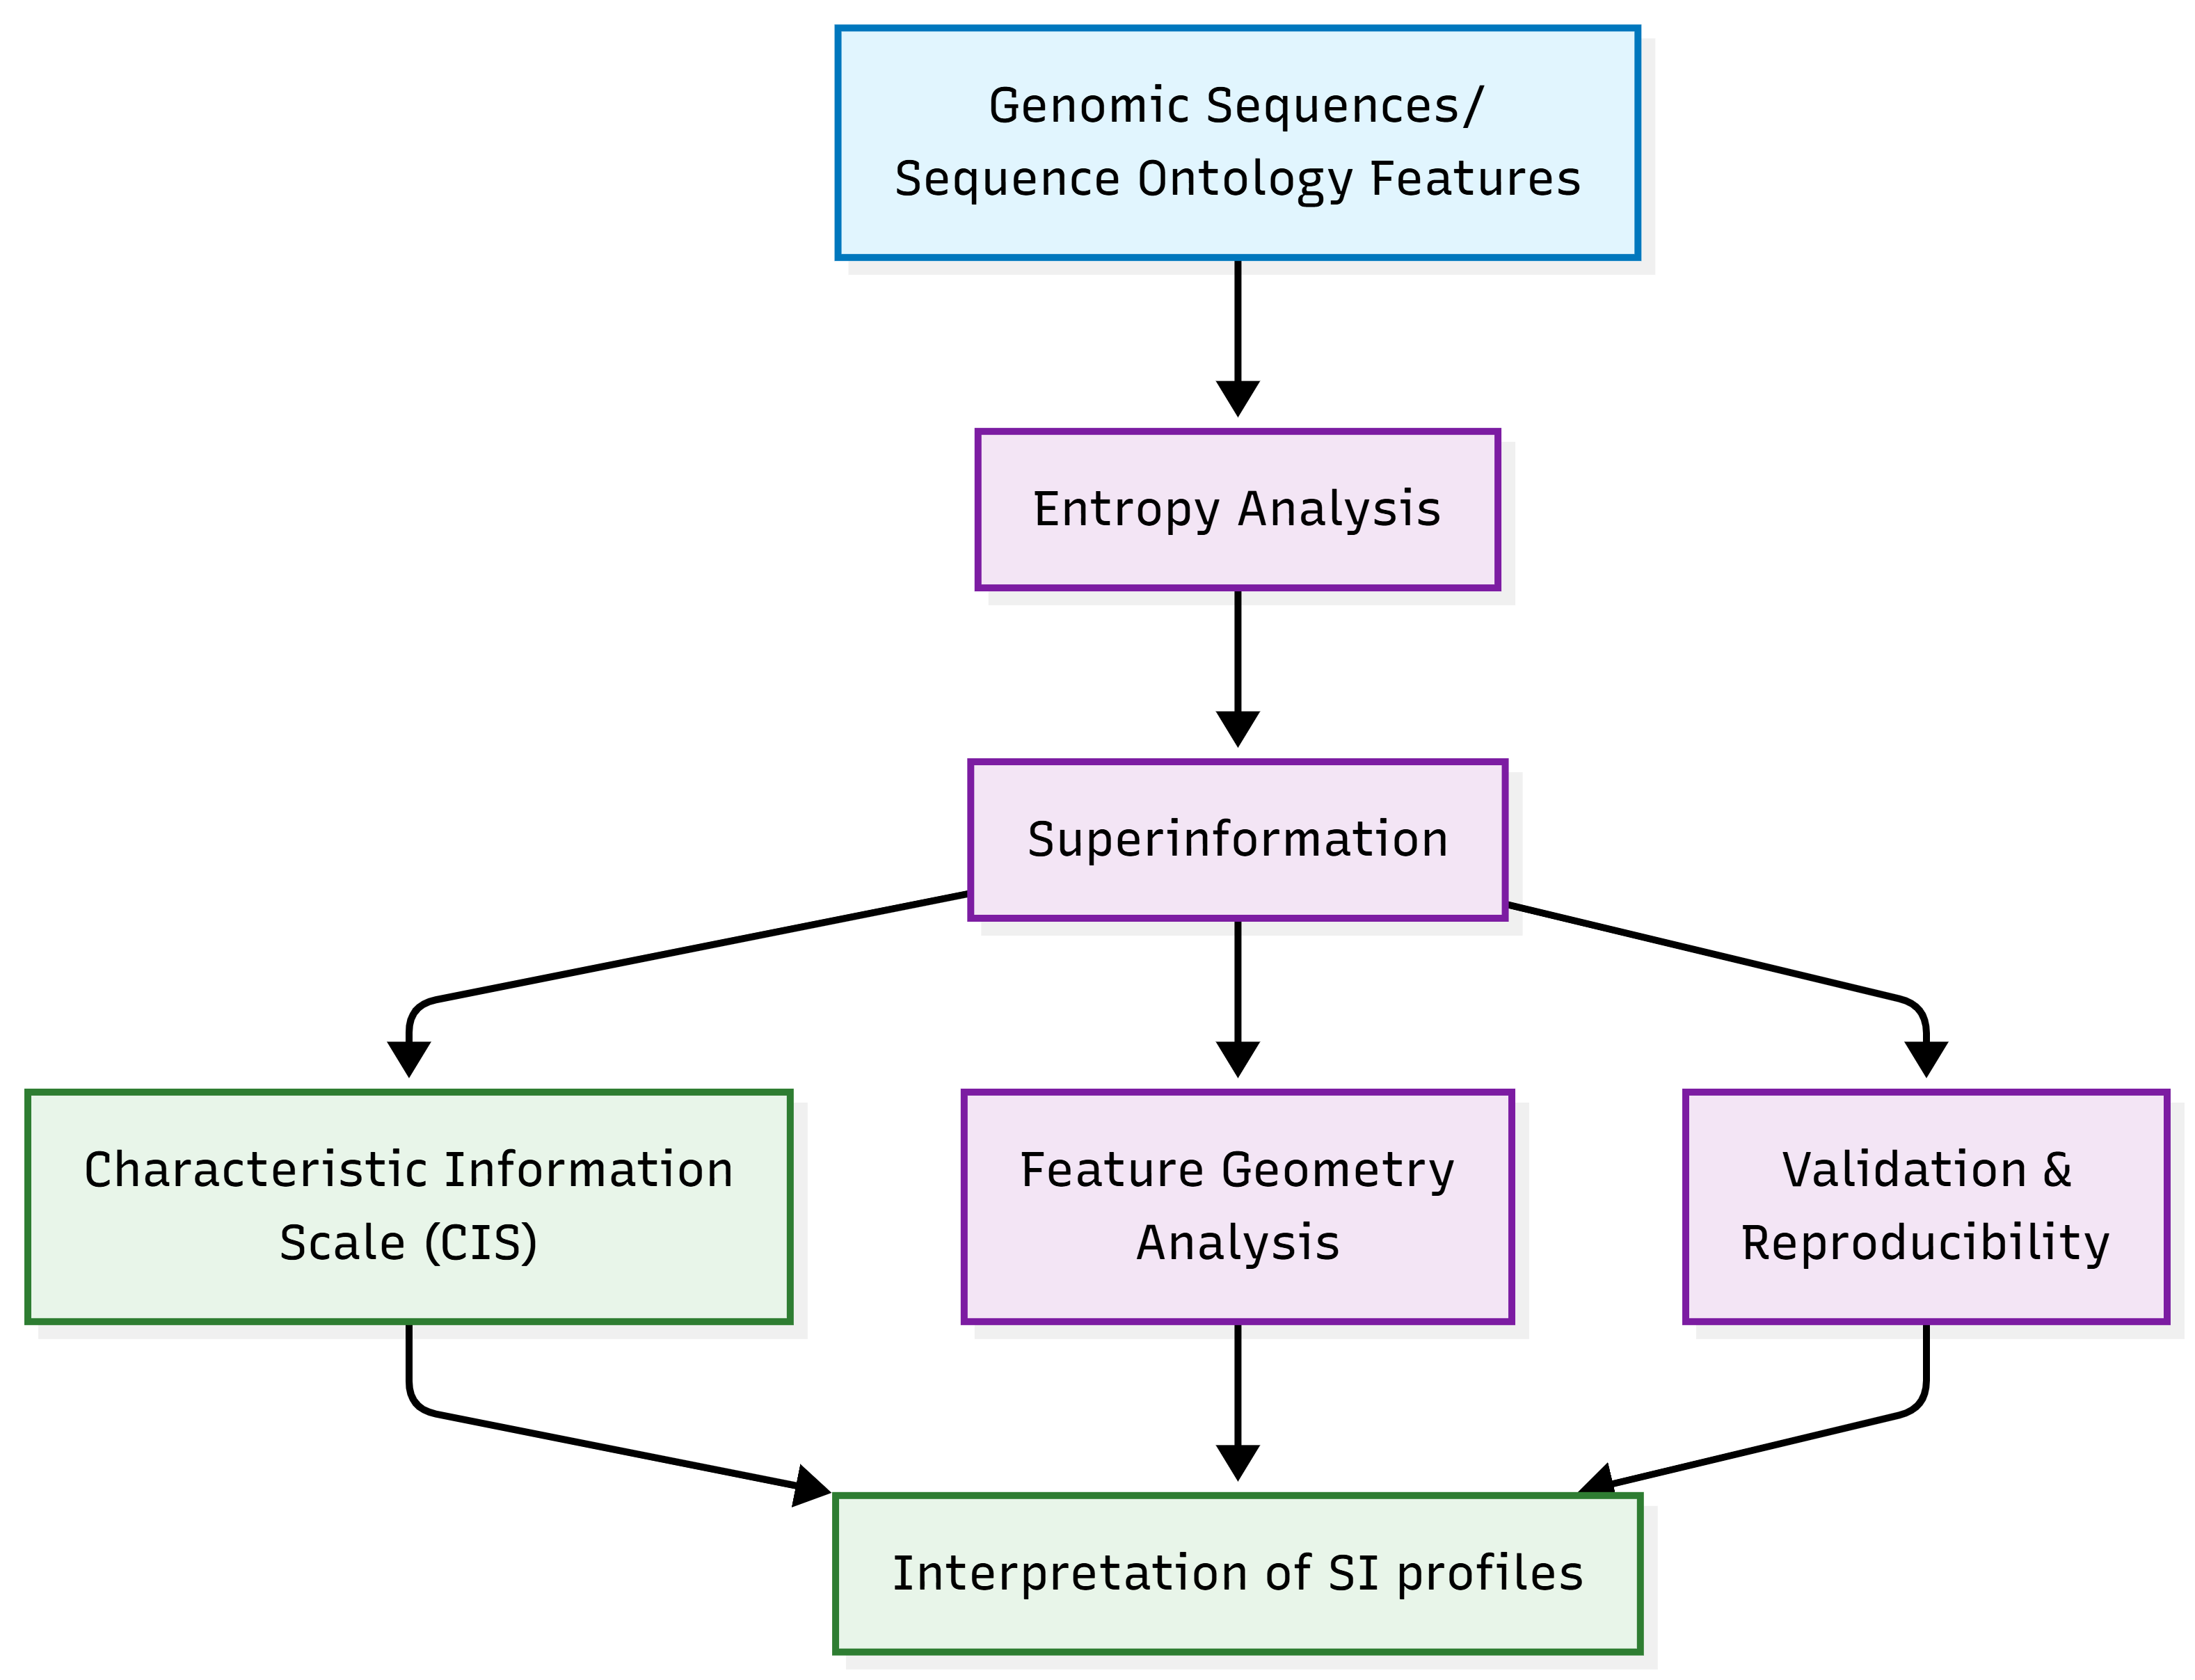 Genomic Sequences/
Sequence Ontology Features
Entropy Analysis
Superinformation
Characteristic Information
Scale (CIS)
Feature Geometry
Analysis
Validation &
Reproducibility
Interpretation of SI profiles